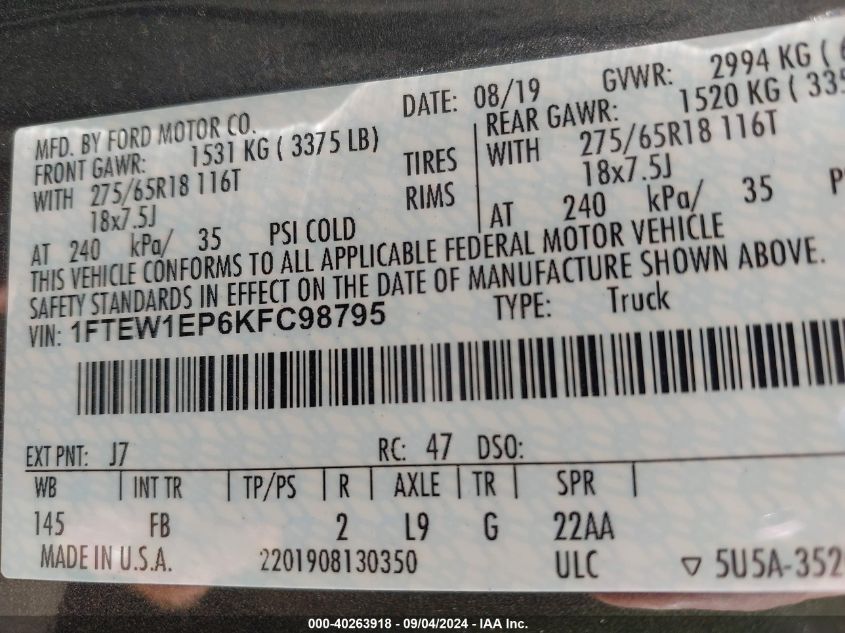 MFD. BY FORD MOTOR CO. DATE: 08/19 GVWR: 2994 KG (
FRONT GAWR: 1531 KG ( 3375 LB) REAR GAWR: 1520 KG ( 335
WITH 275/65R18 116T TIRES WITH 275/65R18 116T
18x7.5J RIMS 18x7.5J
AT 240 kPa/ 35 PSI COLD AT 240 kPa/ 35
THIS VEHICLE CONFORMS TO ALL APPLICABLE FEDERAL MOTOR VEHICLE
SAFETY STANDARDS IN EFFECT ON THE DATE OF MANUFACTURE SHOWN ABOVE.
VIN: 1FTEW1EP6KFC98795 TYPE: Truck
EXT PNT: J7 RC: 47 DSO:
WB INT TR TP/PS R AXLE TR SPR
145 FB 2 L9 G 22AA
MADE IN U.S.A. 2201908130350 ULC ▽ 5U5A-352
000-40263918 - 09/04/2024 - IAA Inc.